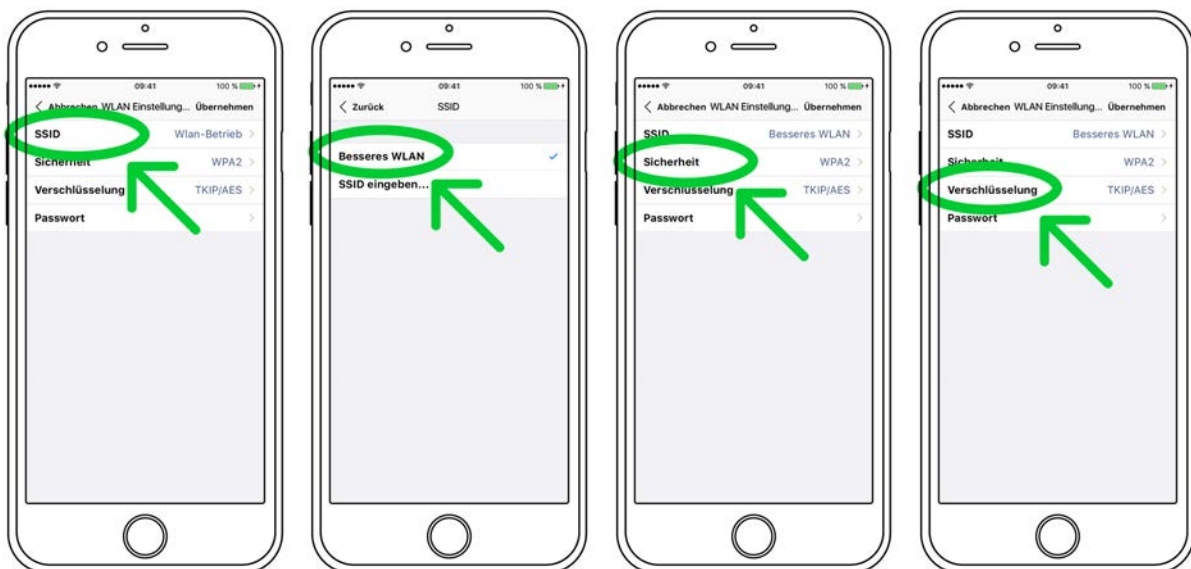 09:41 100 %
Abbrechen WLAN Einstellung... Übernehmen
SSID Wlan-Betrieb
Sicherheit WPA2
Verschlüsselung TKIP/AES
Passwort
09:41 100 %
Zurück SSID
Besseres WLAN
SSID eingeben...
09:41 100 %
Abbrechen WLAN Einstellung... Übernehmen
SSID Besseres WLAN
Sicherheit WPA2
Verschlüsselung TKIP/AES
Passwort
09:41 100 %
Abbrechen WLAN Einstellung... Übernehmen
SSID Besseres WLAN
Sicherheit WPA2
Verschlüsselung TKIP/AES
Passwort